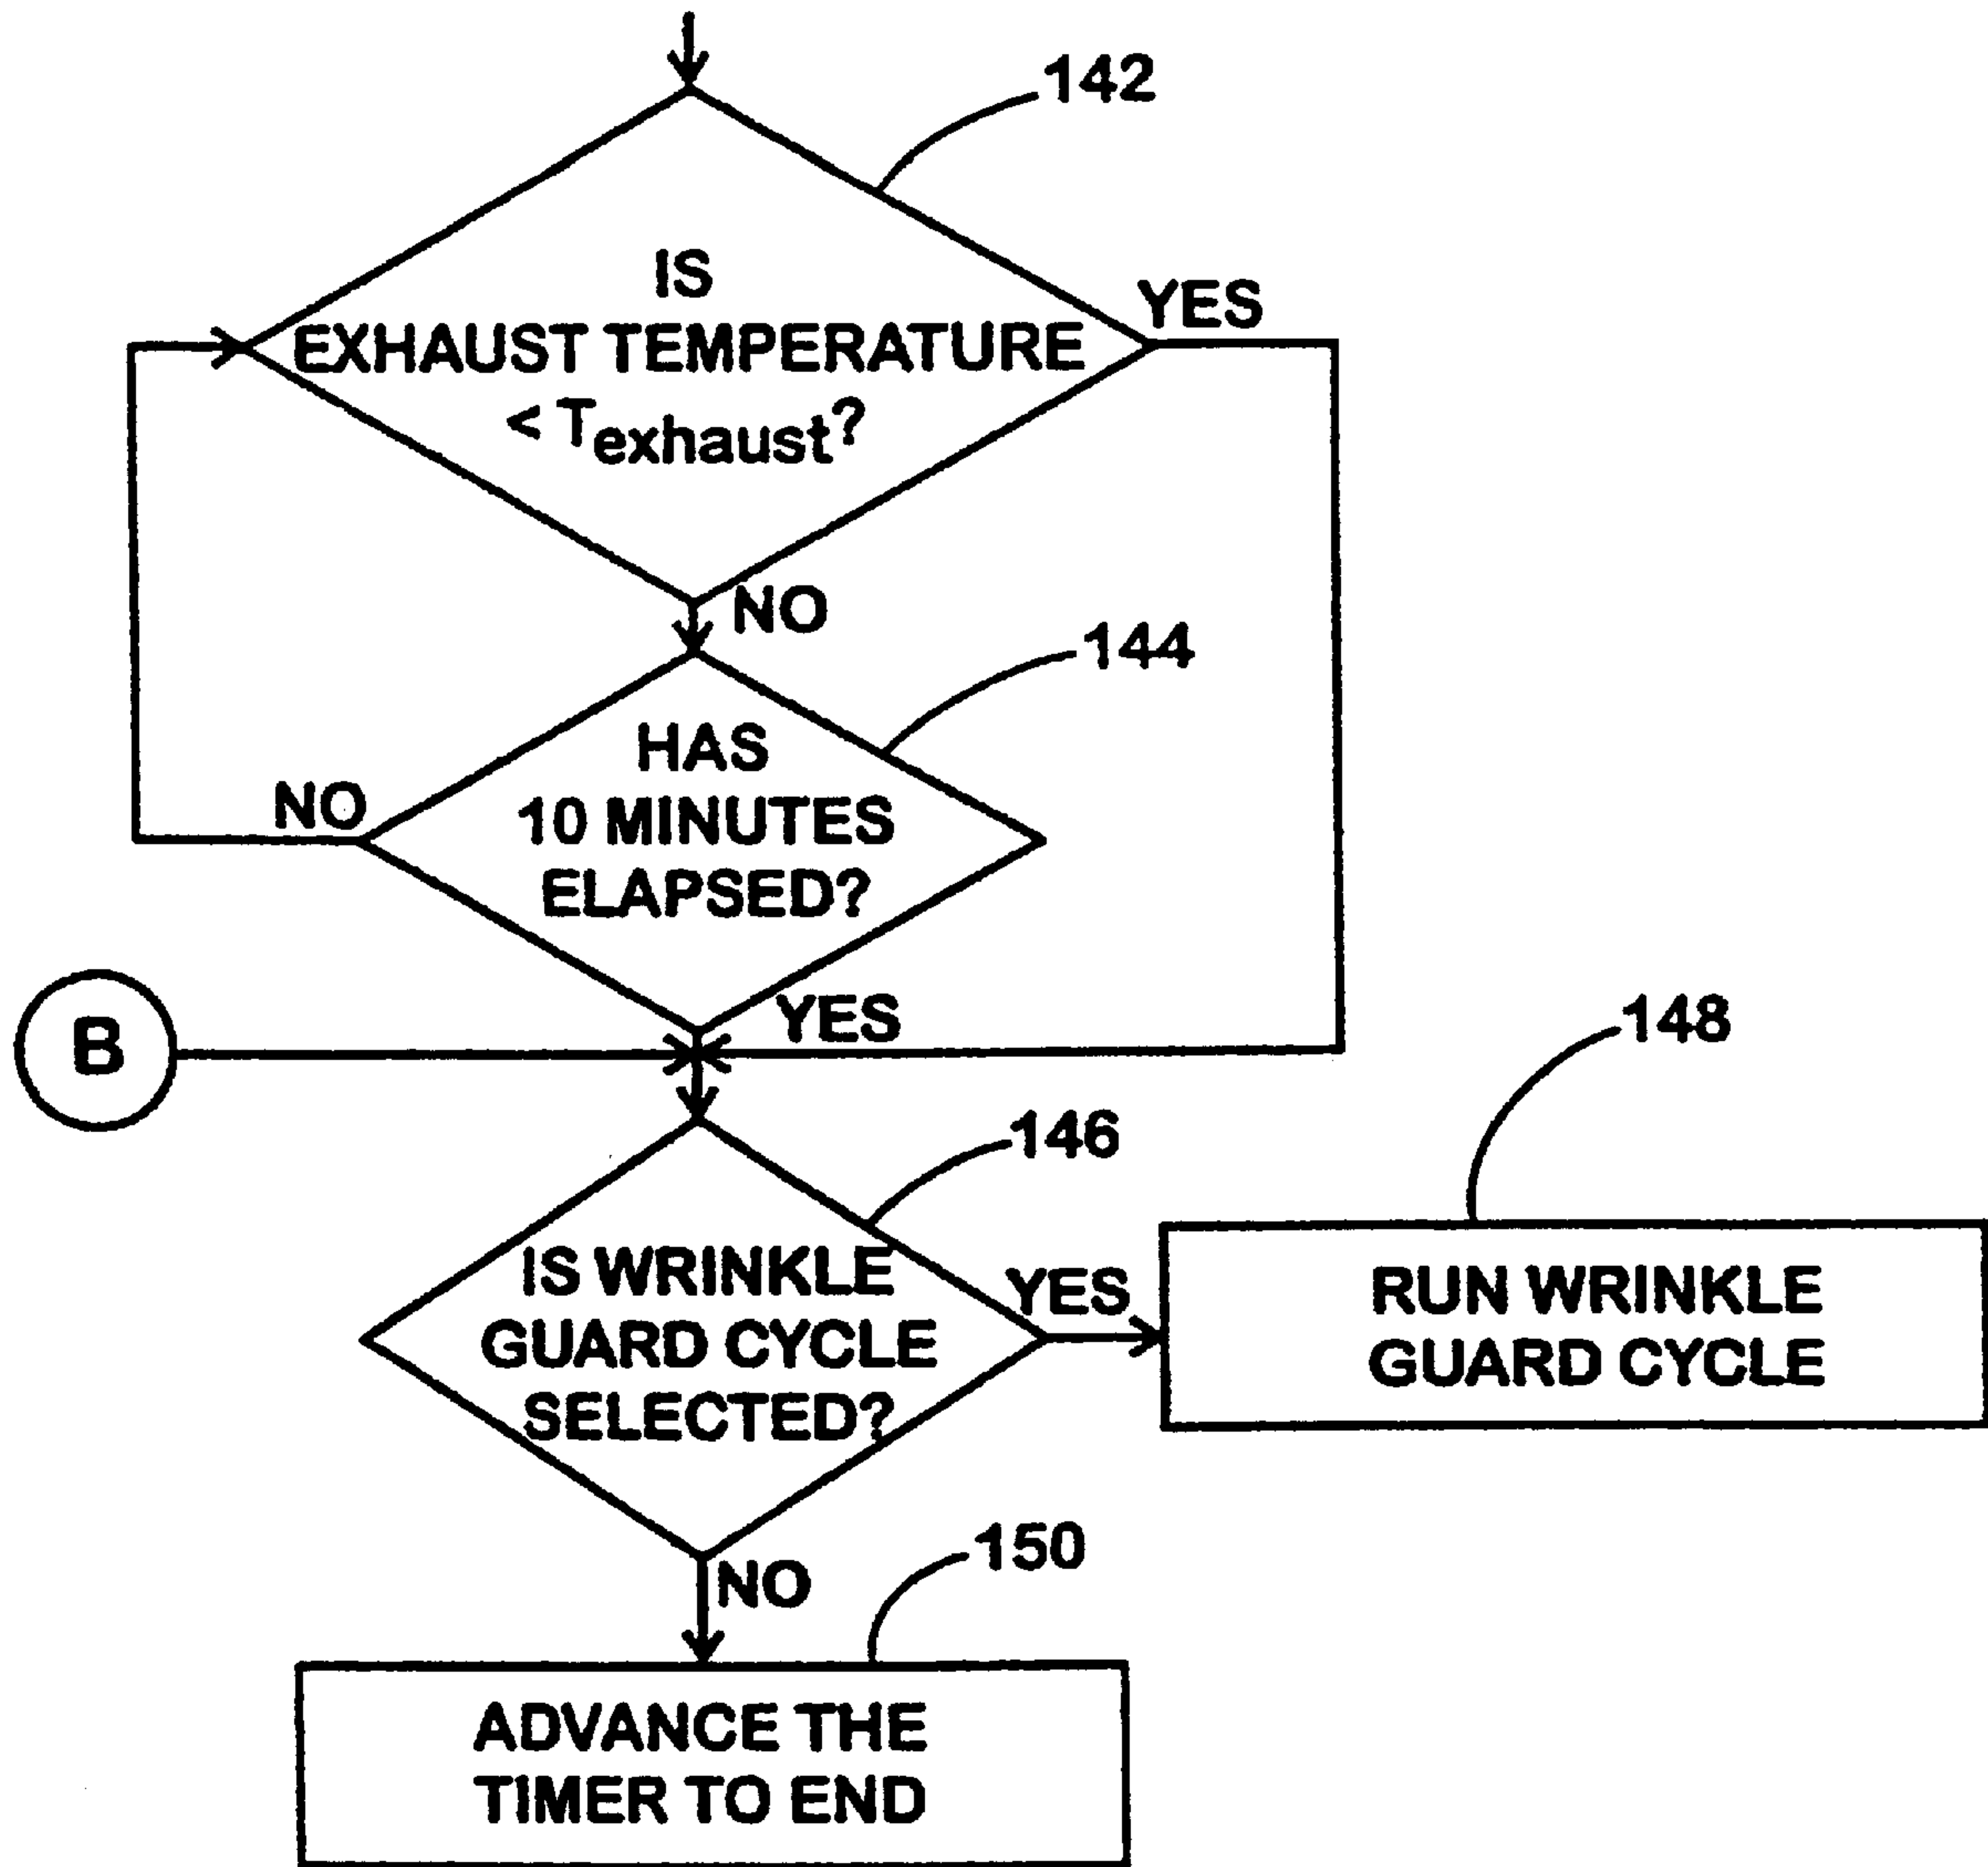 142
IS
EXHAUST TEMPERATURE
< Texhaust?
YES
NO
144
HAS
10 MINUTES
ELAPSED?
NO
YES
B
148
146
IS WRINKLE
GUARD CYCLE
SELECTED?
YES
RUN WRINKLE
GUARD CYCLE
150
NO
ADVANCE THE
TIMER TO END